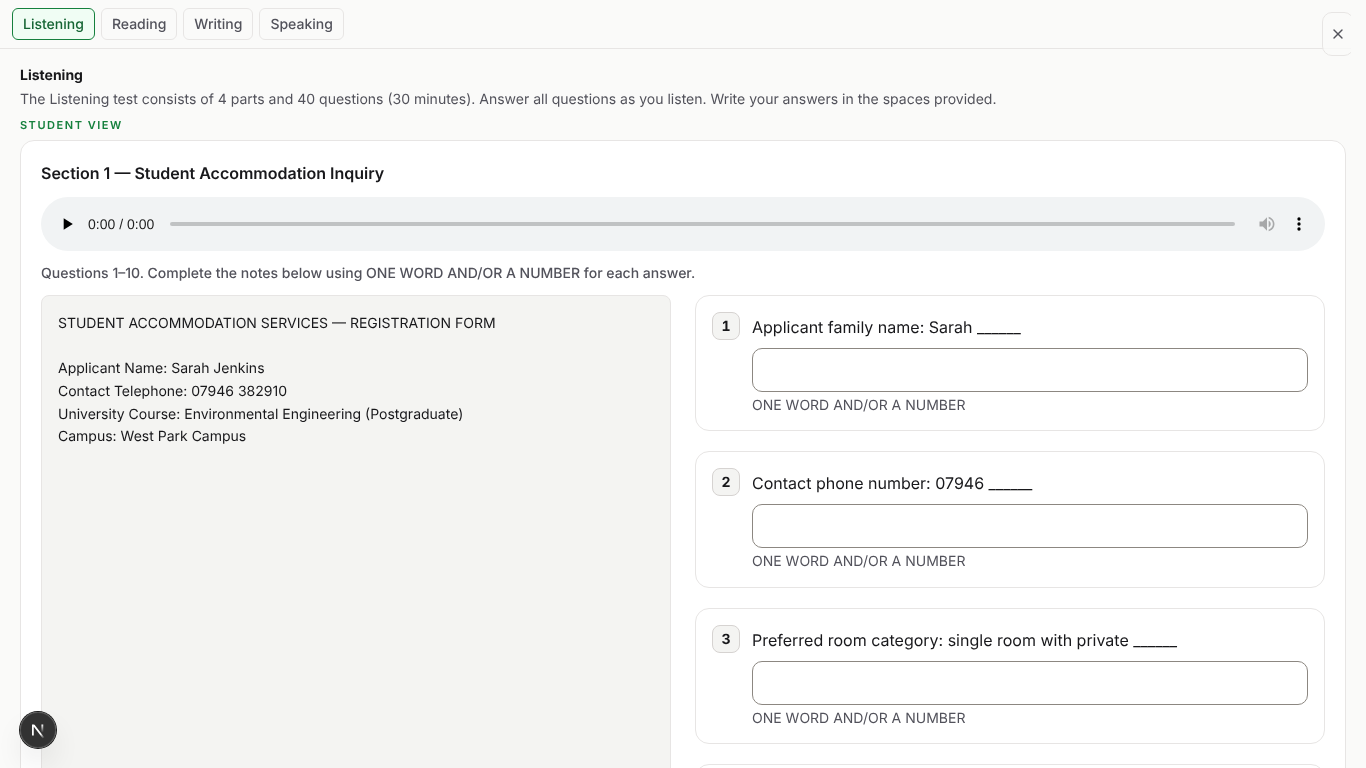 Listening
Reading
Writing
Speaking
Listening
The Listening test consists of 4 parts and 40 questions (30 minutes). Answer all questions as you listen. Write your answers in the spaces provided.
STUDENT VIEW
Section 1 — Student Accommodation Inquiry
0:00 / 0:00
Questions 1–10. Complete the notes below using ONE WORD AND/OR A NUMBER for each answer.
STUDENT ACCOMMODATION SERVICES — REGISTRATION FORM
Applicant Name: Sarah Jenkins
Contact Telephone: 07946 382910
University Course: Environmental Engineering (Postgraduate)
Campus: West Park Campus
1
Applicant family name: Sarah ______
ONE WORD AND/OR A NUMBER
2
Contact phone number: 07946 ______
ONE WORD AND/OR A NUMBER
3
Preferred room category: single room with private ______
ONE WORD AND/OR A NUMBER
N